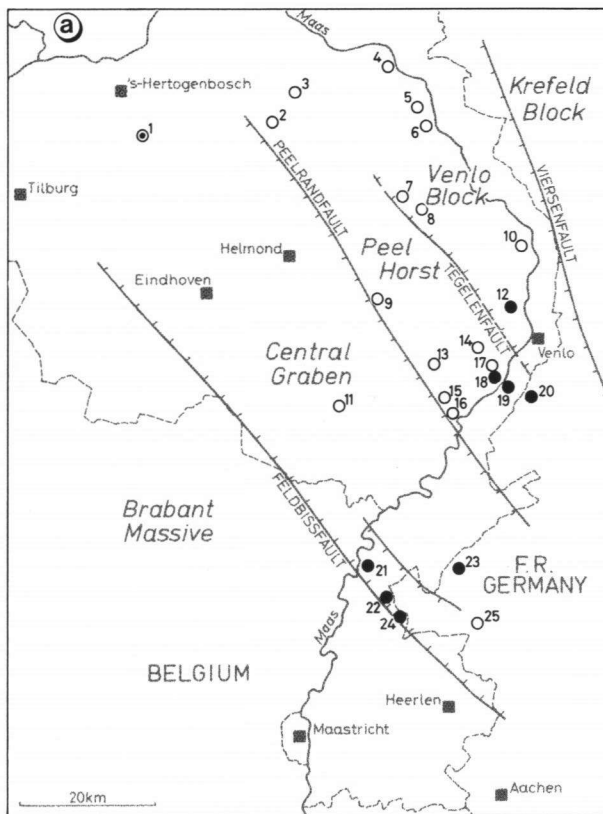 a
Maas
4
's-Hertogenbosch
3
Krefeld
Block
5
1
2
6
PEELRANDFAULT
Venlo
Block
VIERSENFAULT
7
Tilburg
8
Helmond
Peel
Horst
TEGELENFAULT
10
Eindhoven
9
12
Central
Graben
14
Venlo
13
17
18
11
15
19
20
16
FELDBISSFAULT
Brabant
Massive
21
23
F.R.
GERMANY
22
24
25
Maas
BELGIUM
Heerlen
Maastricht
20km
Aachen